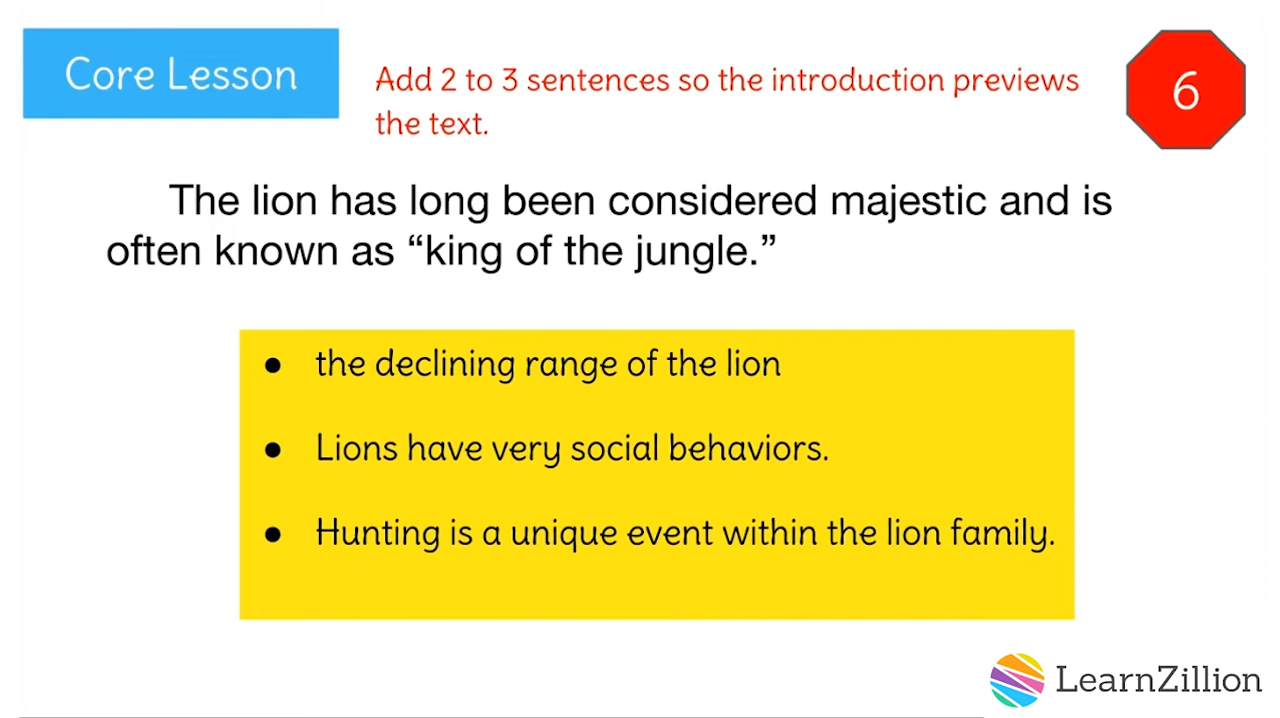 Core Lesson
Add 2 to 3 sentences so the introduction previews
the text.
6
The lion has long been considered majestic and is
often known as “king of the jungle.”
● the declining range of the lion
● Lions have very social behaviors.
● Hunting is a unique event within the lion family.
LearnZillion